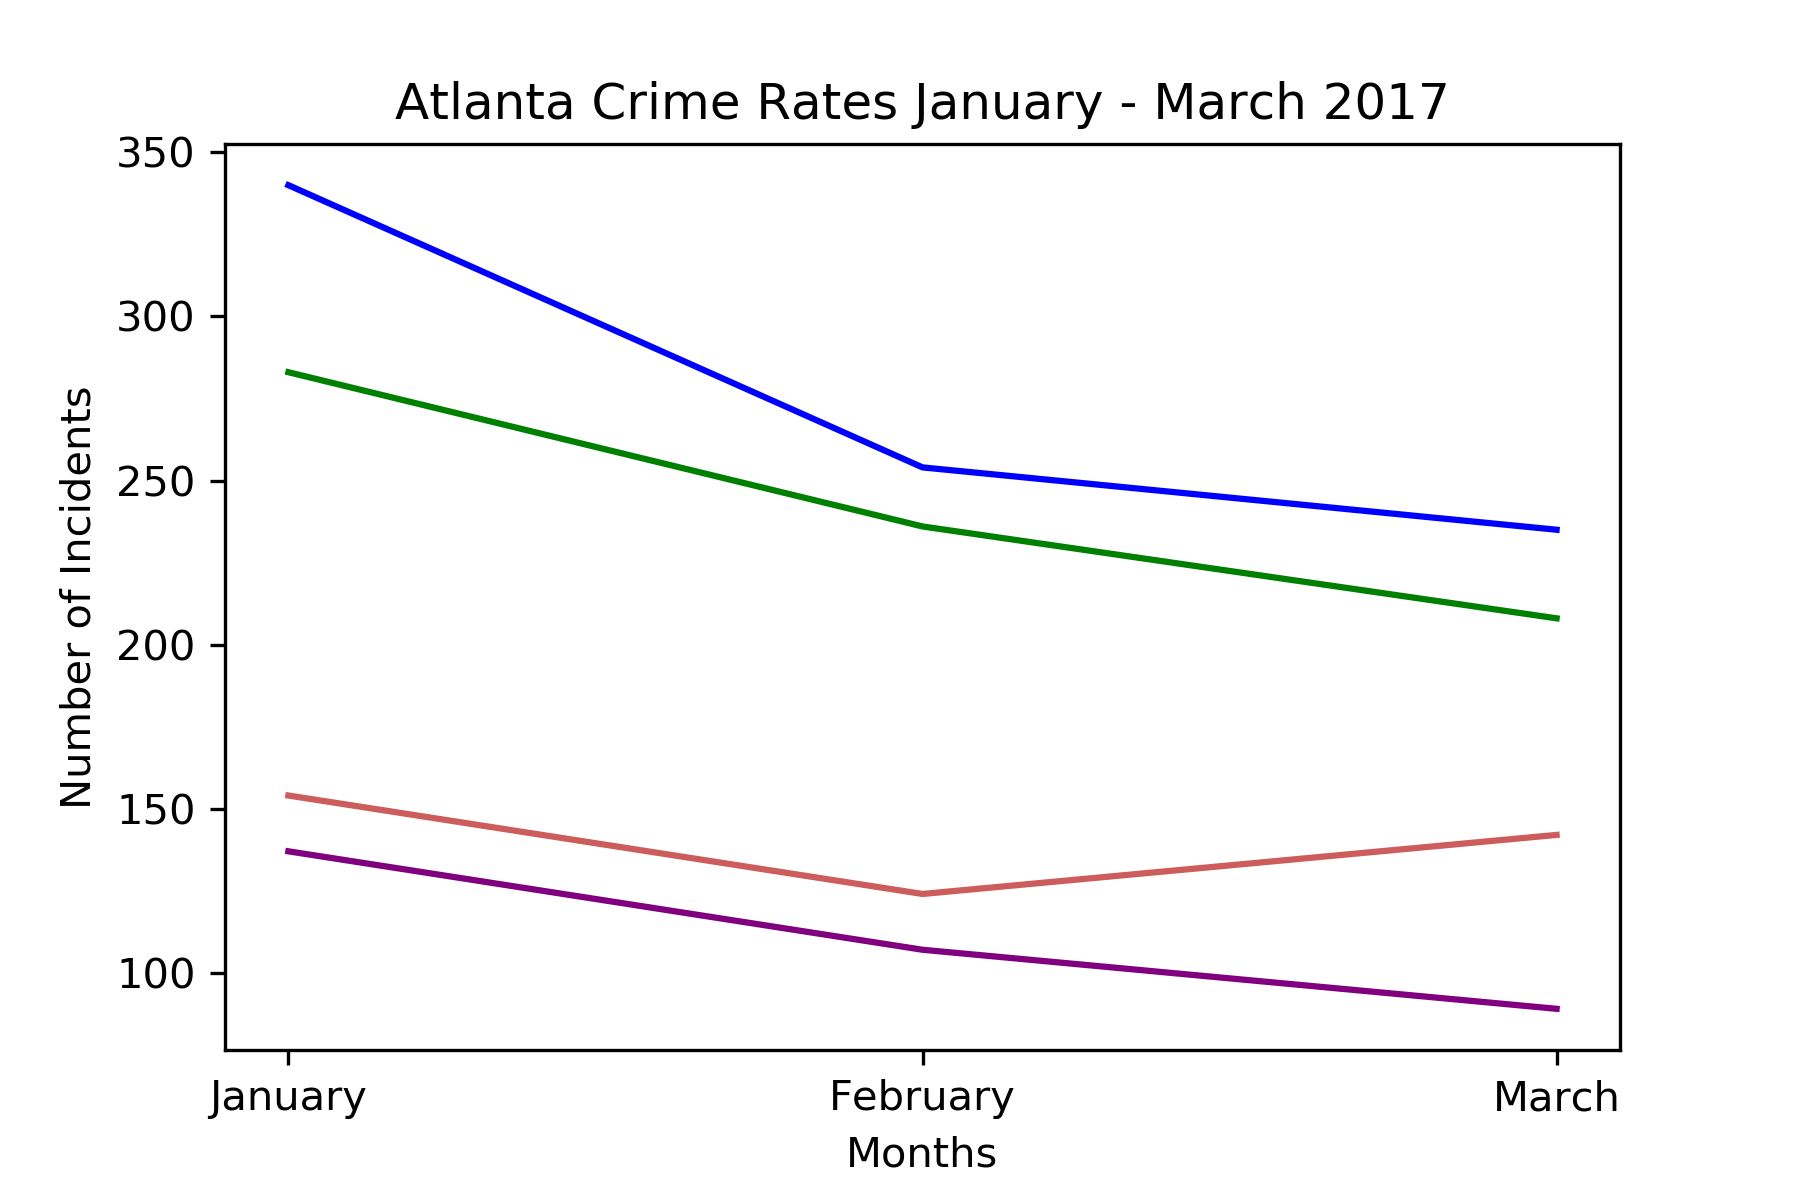 Atlanta Crime Rates January - March 2017
350
300
250
200
150
100
Number of Incidents
January
February
March
Months